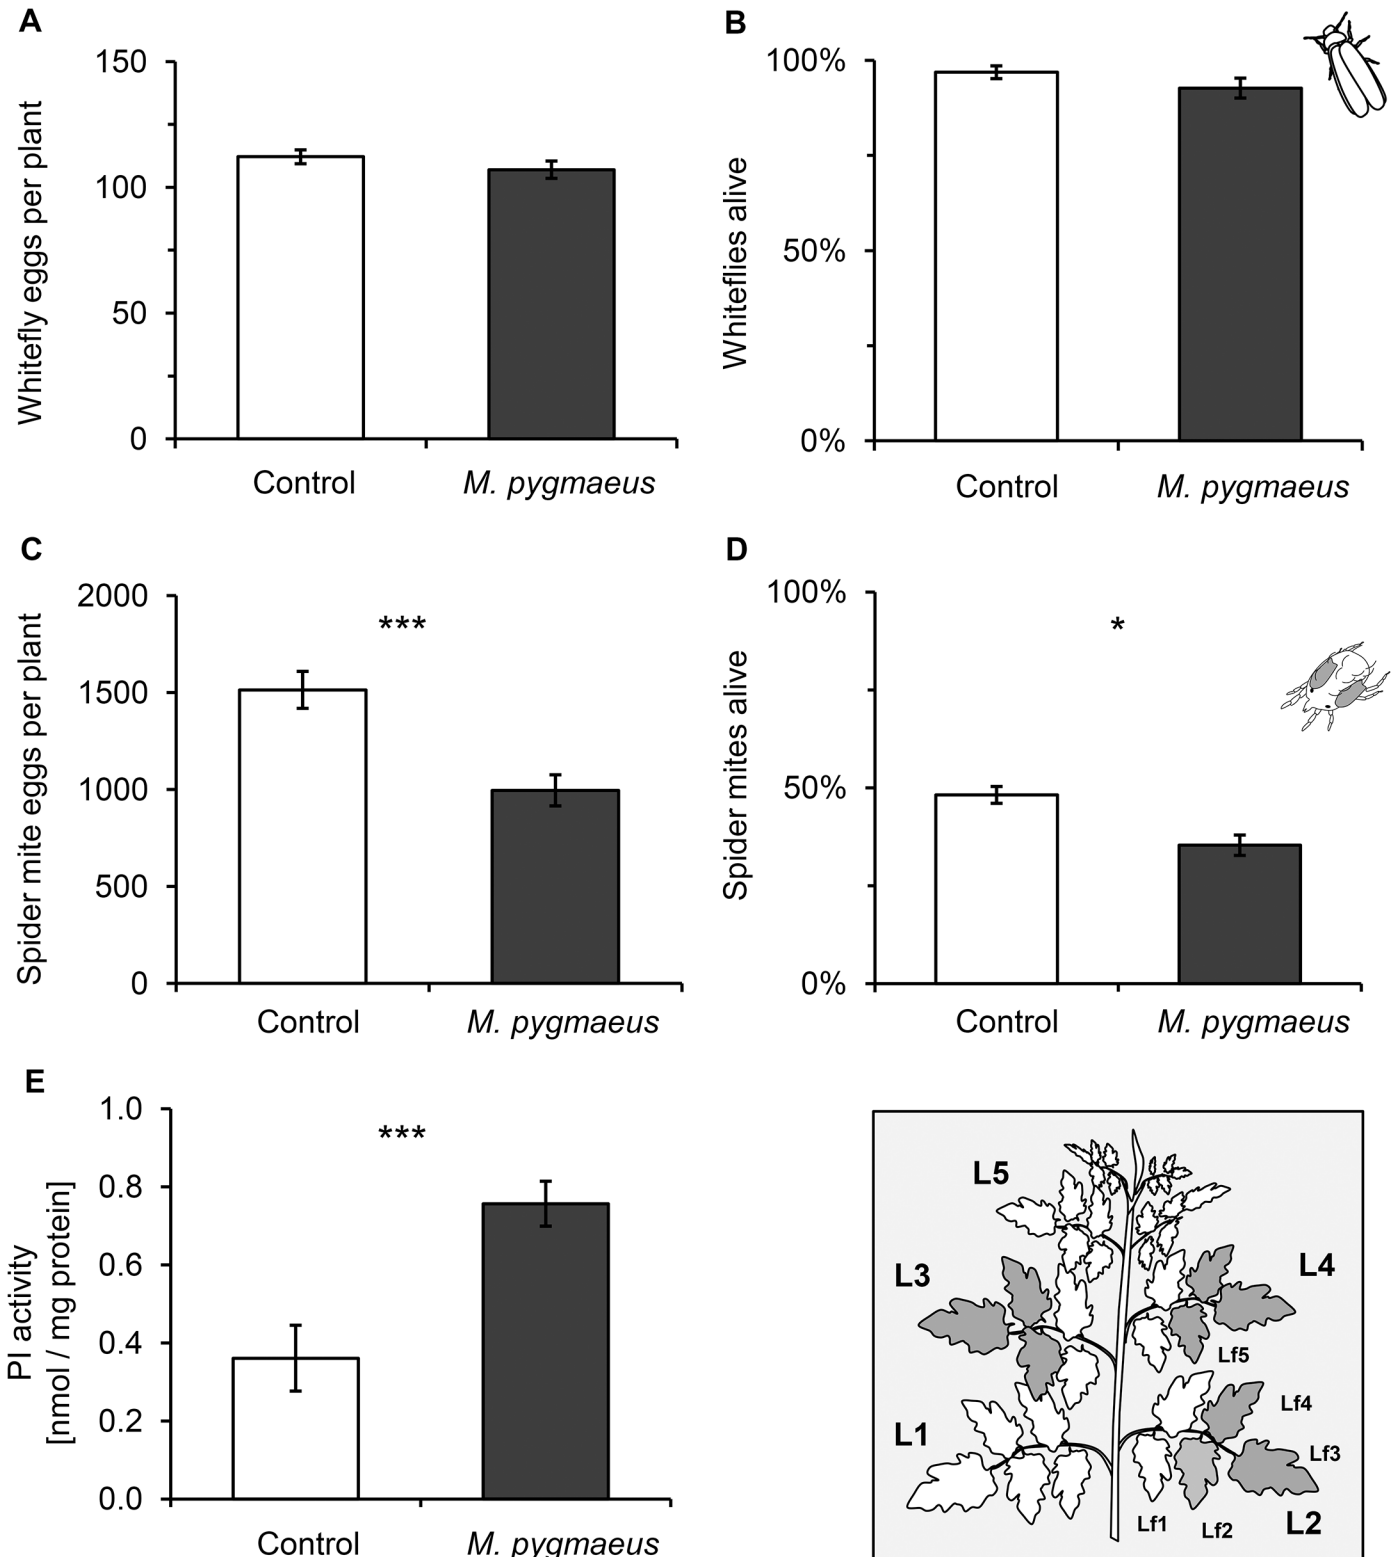 A
150
100
50
0
Whitefly eggs per plant
Control
M. pygmaeus
B
100%
50%
0%
Whiteflies alive
Control
M. pygmaeus
C
2000
1500
1000
500
0
Spider mite eggs per plant
***
Control
M. pygmaeus
D
100%
50%
0%
Spider mites alive
*
Control
M. pygmaeus
E
1.0
0.8
0.6
0.4
0.2
0.0
PI activity
[nmol / mg protein]
***
Control
M. pygmaeus
L5
L3
L4
Lf5
L1
Lf4
Lf3
Lf1
Lf2
L2